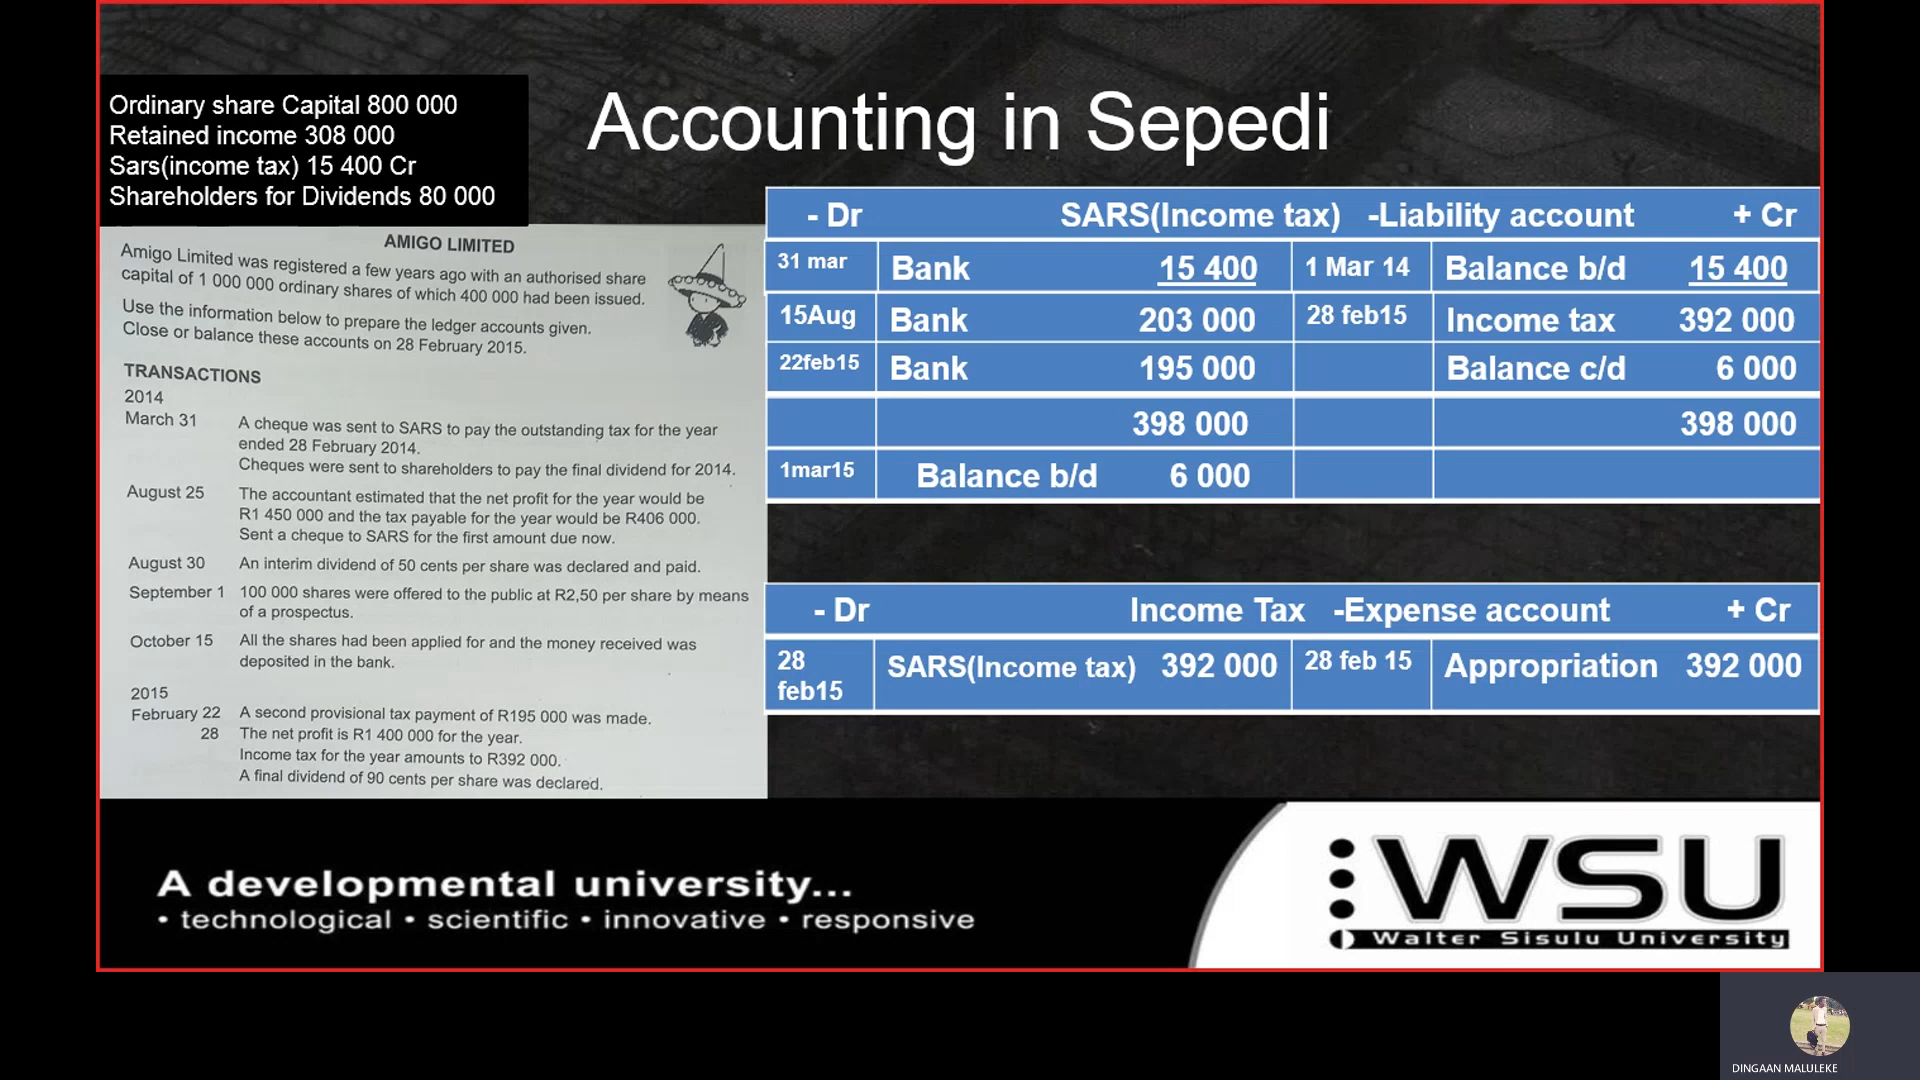 Ordinary share Capital 800 000
Retained income 308 000
Sars(income tax) 15 400 Cr
Shareholders for Dividends 80 000
Accounting in Sepedi
AMIGO LIMITED
Amigo Limited was registered a few years ago with an authorised share
capital of 1 000 000 ordinary shares of which 400 000 had been issued.
Use the information below to prepare the ledger accounts given.
Close or balance these accounts on 28 February 2015.
TRANSACTIONS
2014
March 31 A cheque was sent to SARS to pay the outstanding tax for the year
ended 28 February 2014.
Cheques were sent to shareholders to pay the final dividend for 2014.
August 25 The accountant estimated that the net profit for the year would be
R1 450 000 and the tax payable for the year would be R406 000.
Sent a cheque to SARS for the first amount due now.
August 30 An interim dividend of 50 cents per share was declared and paid.
September 1 100 000 shares were offered to the public at R2,50 per share by means
of a prospectus.
October 15 All the shares had been applied for and the money received was
deposited in the bank.
2015
February 22 A second provisional tax payment of R195 000 was made.
28 The net profit is R1 400 000 for the year.
Income tax for the year amounts to R392 000.
A final dividend of 90 cents per share was declared.
- Dr SARS(Income tax) -Liability account + Cr
31 mar Bank 15 400 1 Mar 14 Balance b/d 15 400
15Aug Bank 203 000 28 feb15 Income tax 392 000
22feb15 Bank 195 000 Balance c/d 6 000
398 000 398 000
1mar15 Balance b/d 6 000
- Dr Income Tax -Expense account + Cr
28 feb15 SARS(Income tax) 392 000 28 feb 15 Appropriation 392 000
A developmental university...
• technological • scientific • innovative • responsive
WSU
Walter Sisulu University
DINGAAN MALULEKE